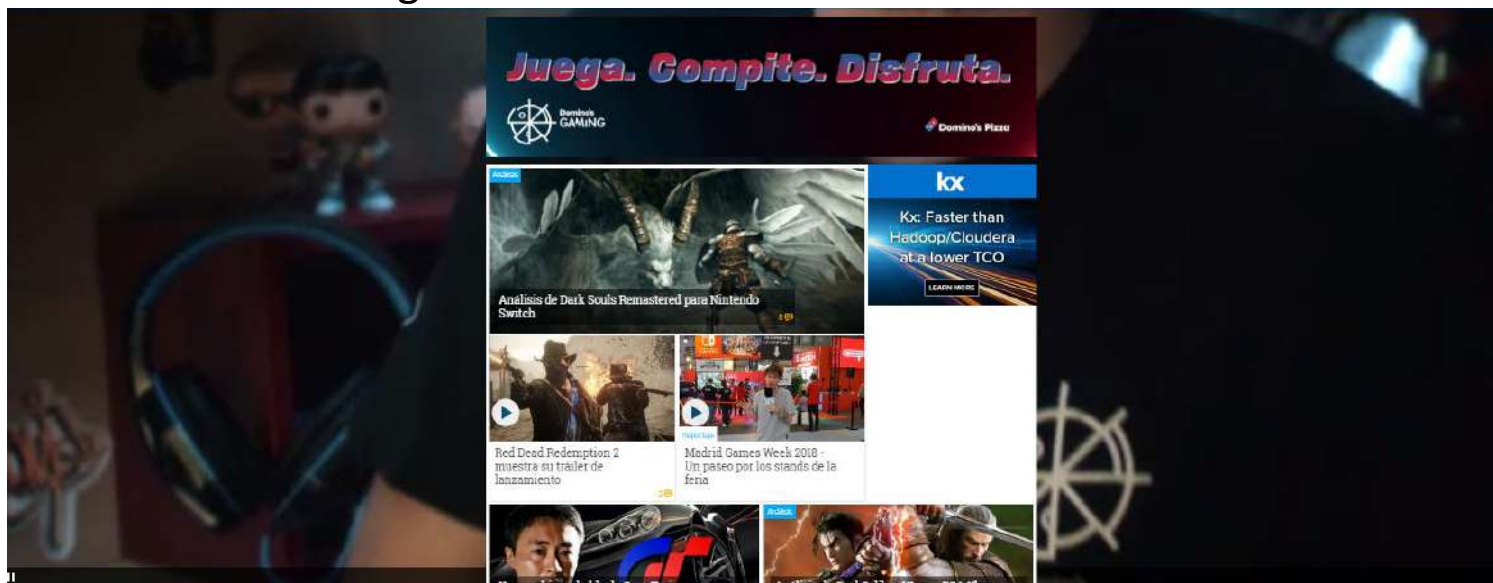 Juega. Compite. Disfruta.
Domino's
GAMING
Domino's Pizza
Análisis
Análisis de Dark Souls Remastered para Nintendo
Switch
kx
Kx: Faster than
Hadoop/Cloudera
at a lower TCO
LEARN MORE
Red Dead Redemption 2
muestra su tráiler de
lanzamiento
Reportaje
Madrid Games Week 2018 -
Un paseo por los stands de la
feria
Análisis